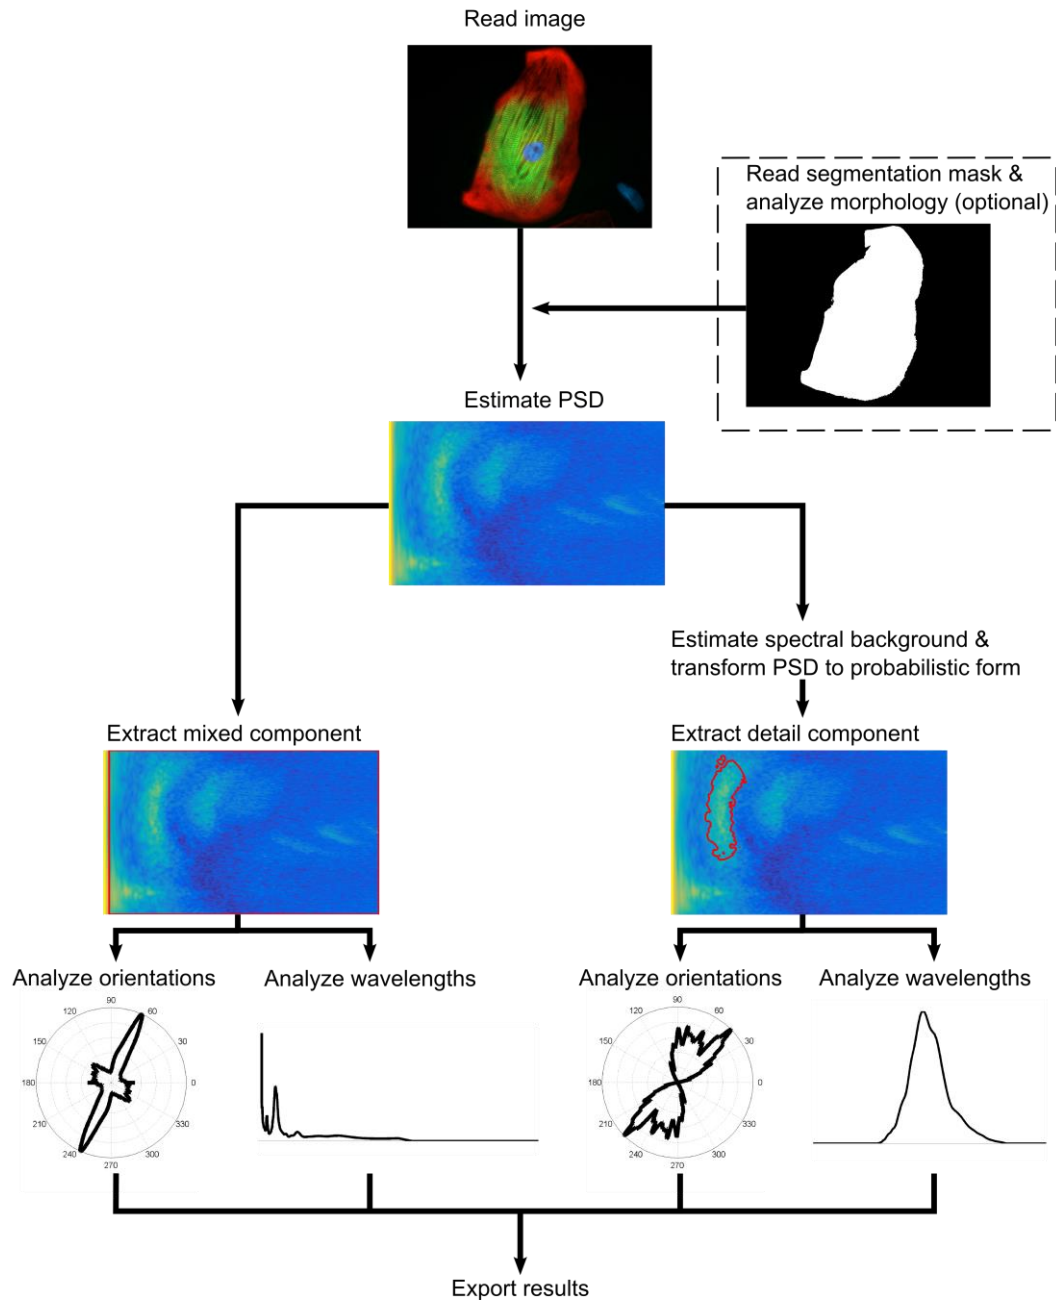 Read image
Read segmentation mask &
analyze morphology (optional)
Estimate PSD
Estimate spectral background &
transform PSD to probabilistic form
Extract mixed component
Extract detail component
Analyze orientations
Analyze wavelengths
Analyze orientations
Analyze wavelengths
90
120
60
150
30
180
0
210
330
240
300
270
90
120
60
150
30
180
0
210
330
240
300
270
Export results